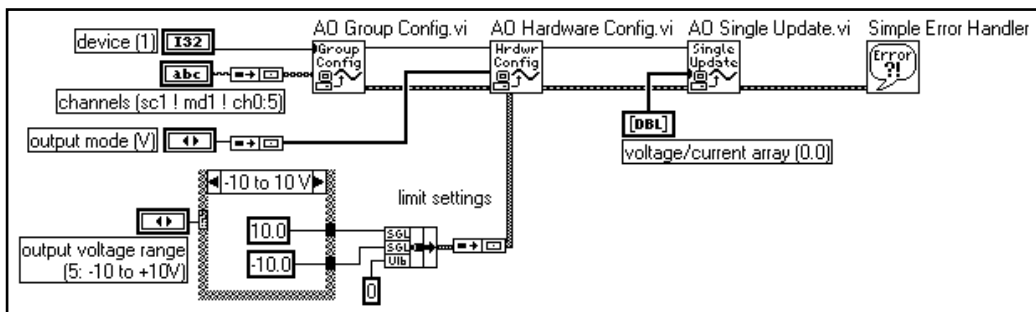 AO Group Config.vi AO Hardware Config.vi AO Single Update.vi Simple Error Handler
device (1) I32
Group
Config
Hrdwr
Config
Single
Update
Error
?!
abc
channels (sc1 ! md1 ! ch0:5)
[DBL]
output mode (V)
voltage/current array (0.0)
-10 to 10 V
limit settings
output voltage range
(5: -10 to +10V)
10.0
-10.0
SGL
SGL
U16
0